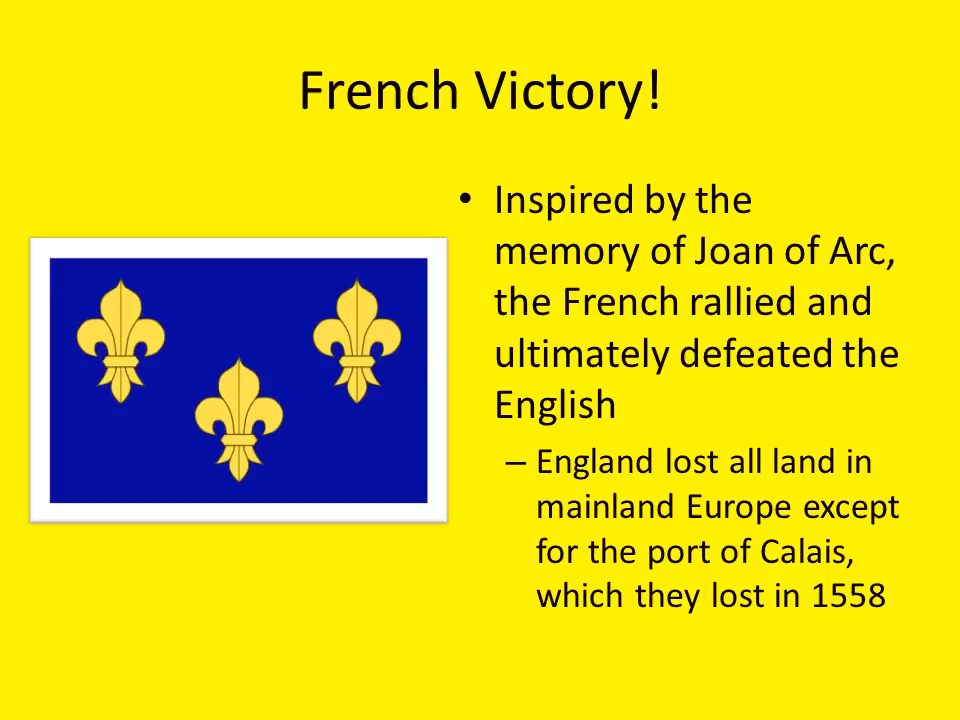 French Victory!
• Inspired by the
memory of Joan of Arc,
the French rallied and
ultimately defeated the
English
– England lost all land in
mainland Europe except
for the port of Calais,
which they lost in 1558